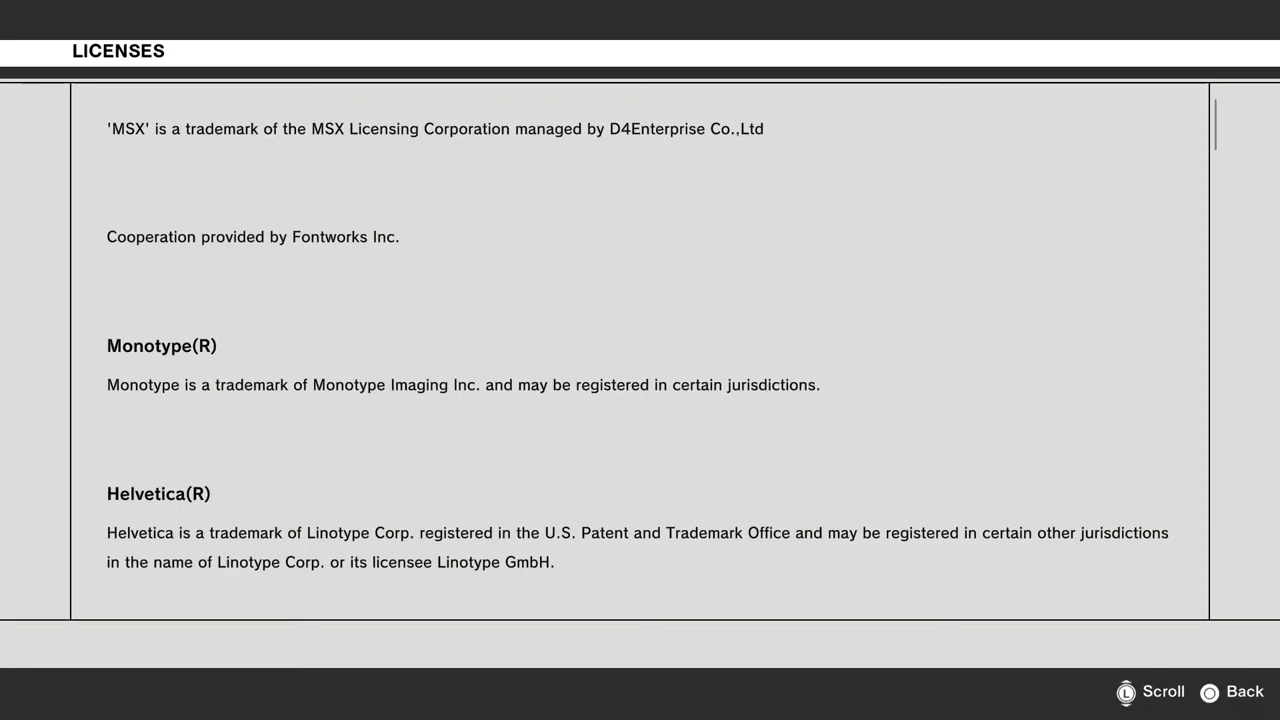 LICENSES
'MSX' is a trademark of the MSX Licensing Corporation managed by D4Enterprise Co.,Ltd
Cooperation provided by Fontworks Inc.
Monotype(R)
Monotype is a trademark of Monotype Imaging Inc. and may be registered in certain jurisdictions.
Helvetica(R)
Helvetica is a trademark of Linotype Corp. registered in the U.S. Patent and Trademark Office and may be registered in certain other jurisdictions
in the name of Linotype Corp. or its licensee Linotype GmbH.
L Scroll Back